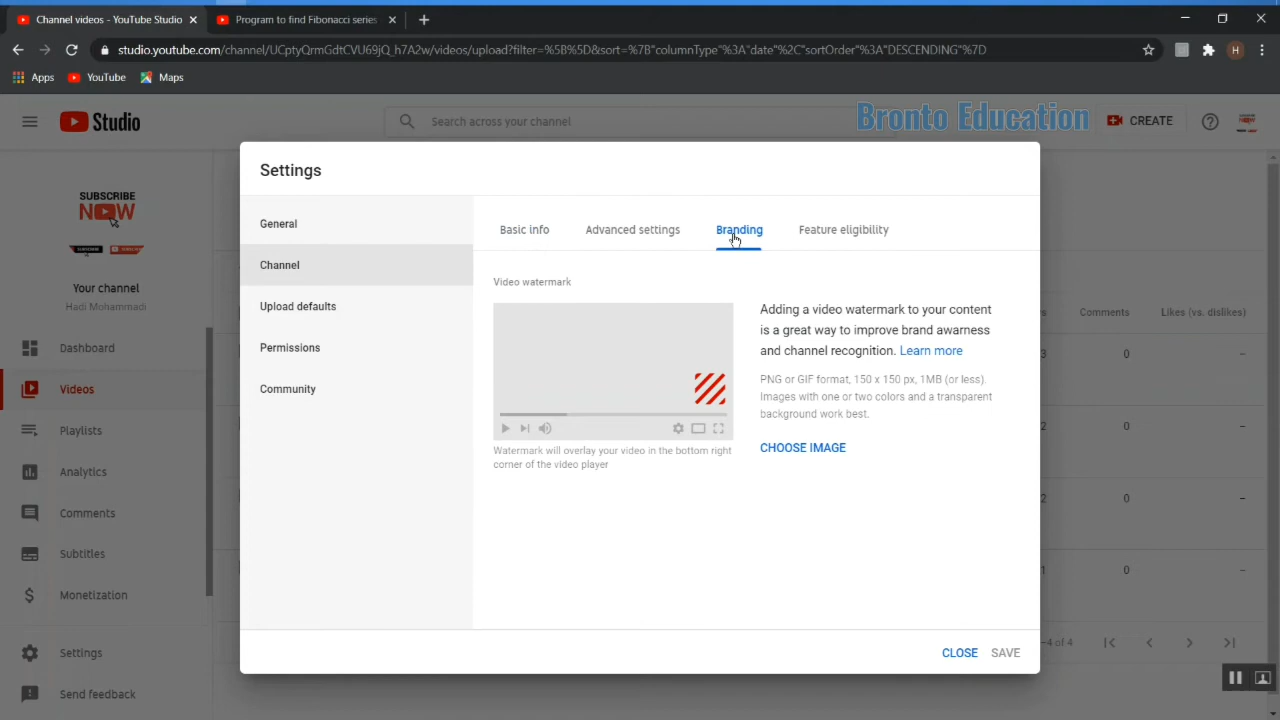 Channel videos - YouTube Studio
Program to find Fibonacci series
studio.youtube.com/channel/UCptyQrmGdtCVU69jQ_h7A2w/videos/upload?filter=%5B%5D&sort=%7B"columnType"%3A"date"%2C"sortOrder"%3A"DESCENDING"%7D
H
Apps
YouTube
Maps
Studio
Search across your channel
Bronto Education
CREATE
SUBSCRIBE
NOW
Your channel
Hadi Mohammadi
Dashboard
Videos
Playlists
Analytics
Comments
Subtitles
Monetization
Settings
Send feedback
Settings
General
Channel
Upload defaults
Permissions
Community
Basic info
Advanced settings
Branding
Feature eligibility
Video watermark
Watermark will overlay your video in the bottom right
corner of the video player
Adding a video watermark to your content
is a great way to improve brand awarness
and channel recognition. Learn more
PNG or GIF format, 150 x 150 px, 1MB (or less).
Images with one or two colors and a transparent
background work best.
CHOOSE IMAGE
CLOSE
SAVE
s Comments Likes (vs. dislikes)
3 0 –
2 0 –
2 0 –
1 0 –
–4 of 4